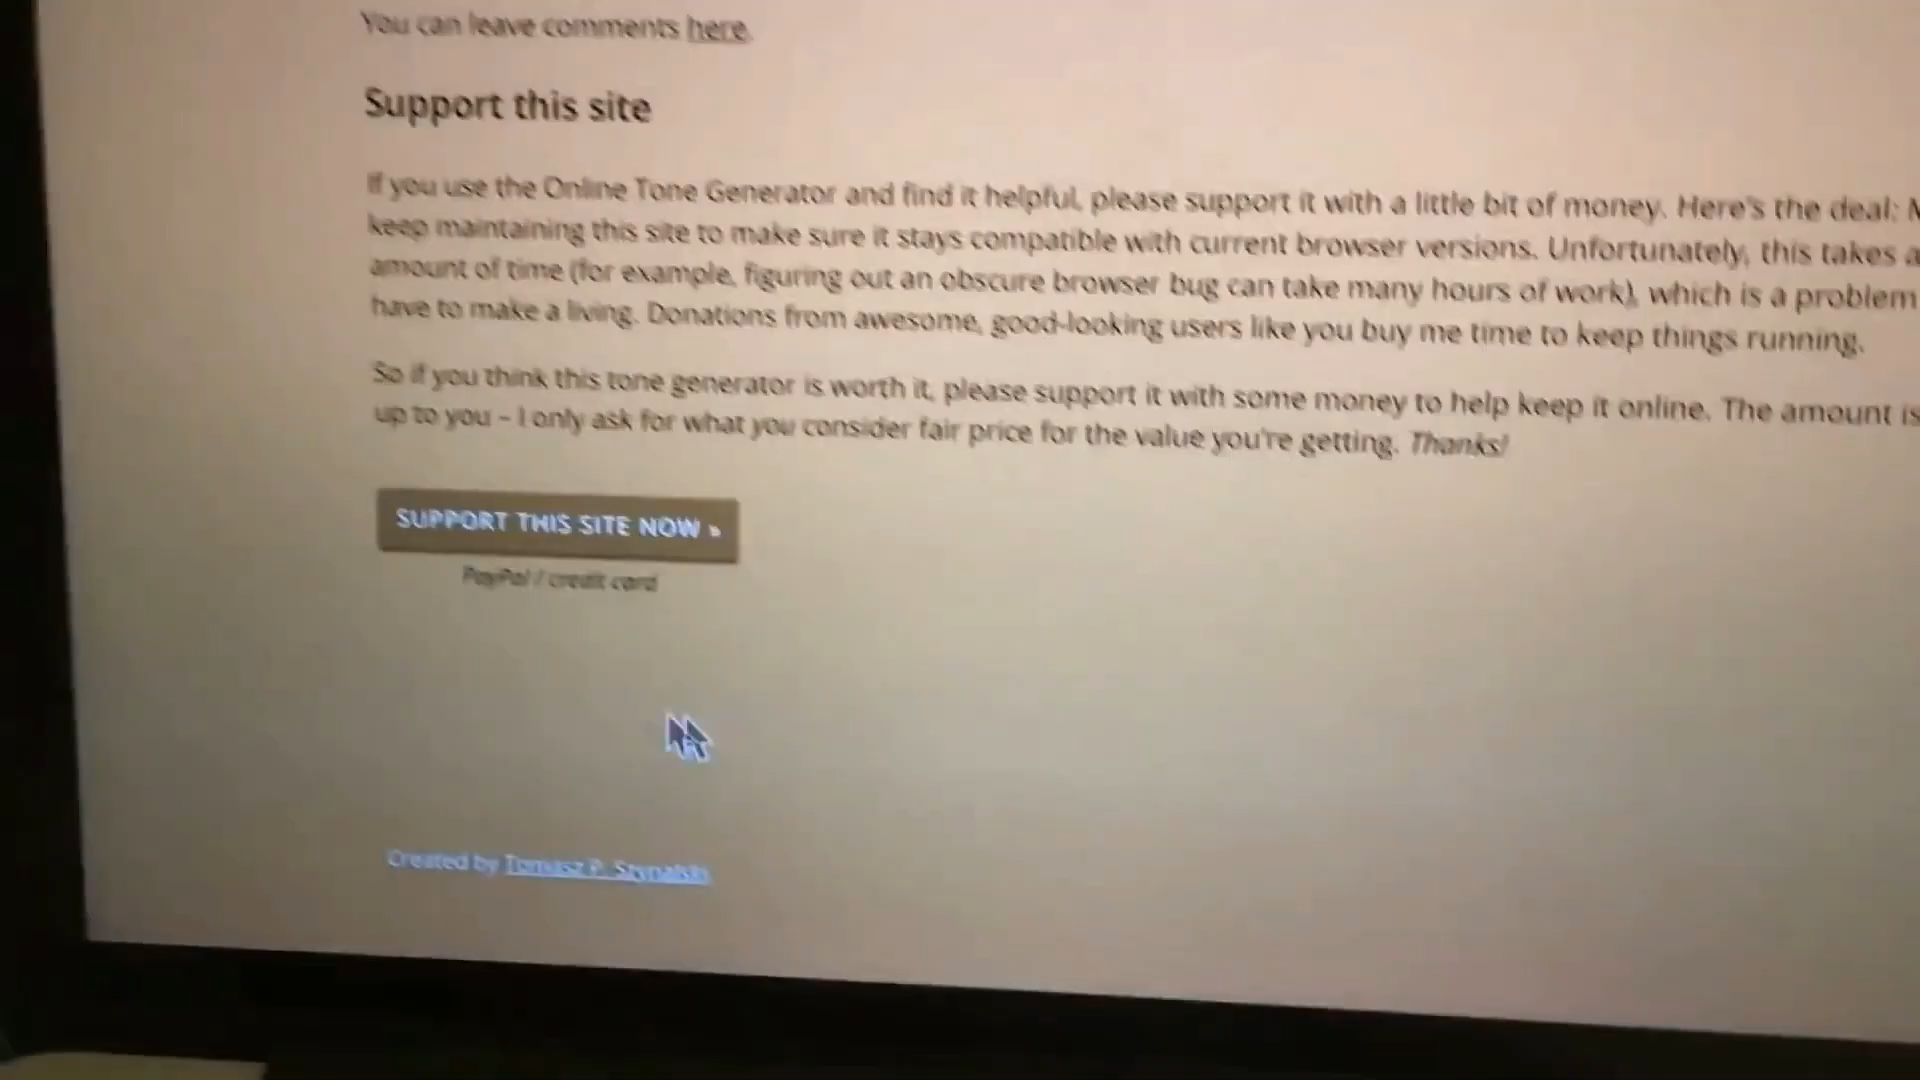 You can leave comments here.
Support this site
If you use the Online Tone Generator and find it helpful, please support it with a little bit of money. Here's the deal:
keep maintaining this site to make sure it stays compatible with current browser versions. Unfortunately, this takes a
amount of time (for example, figuring out an obscure browser bug can take many hours of work), which is a problem
have to make a living. Donations from awesome, good-looking users like you buy me time to keep things running.
So if you think this tone generator is worth it, please support it with some money to help keep it online. The amount is
up to you – I only ask for what you consider fair price for the value you're getting. Thanks!
SUPPORT THIS SITE NOW »
PayPal / credit card
Created by Tomasz P.